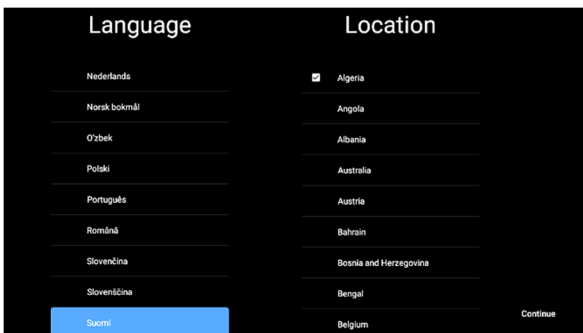 Language
Nederlands
Norsk bokmål
O'zbek
Polski
Português
Română
Slovenčina
Slovenščina
Suomi
Location
Algeria
Angola
Albania
Australia
Austria
Bahrain
Bosnia and Herzegovina
Bengal
Belgium
Continue